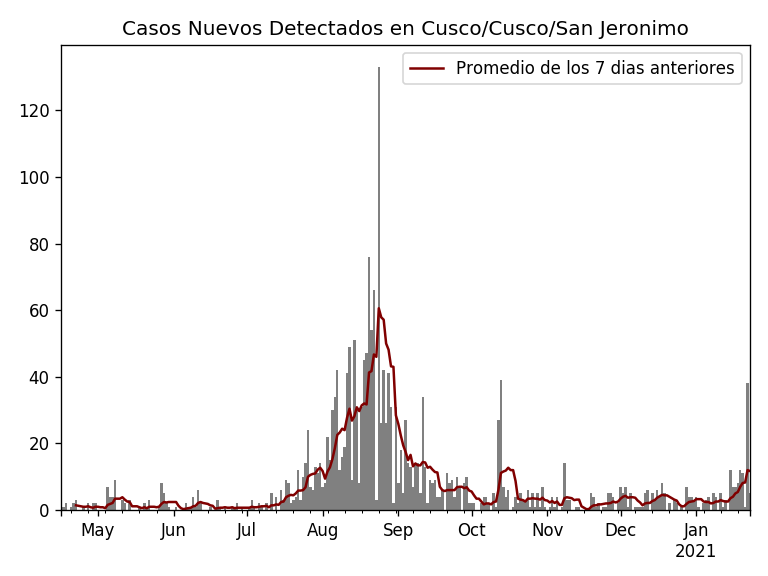 Casos Nuevos Detectados en Cusco/Cusco/San Jeronimo
Promedio de los 7 dias anteriores
120
100
80
60
40
20
0
May Jun Jul Aug Sep Oct Nov Dec Jan
2021